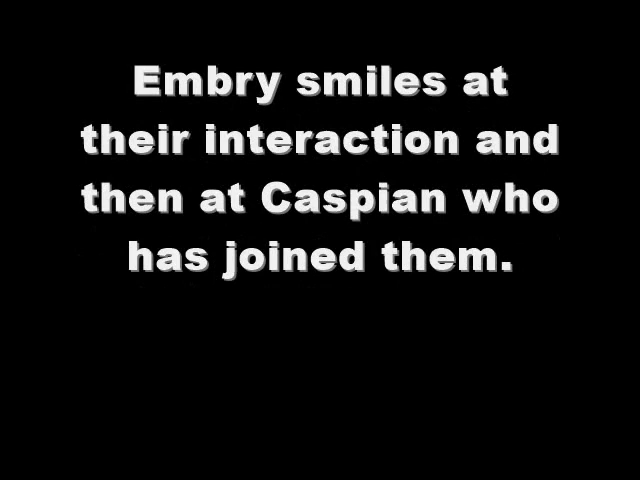 Embry smiles at
their interaction and
then at Caspian who
has joined them.